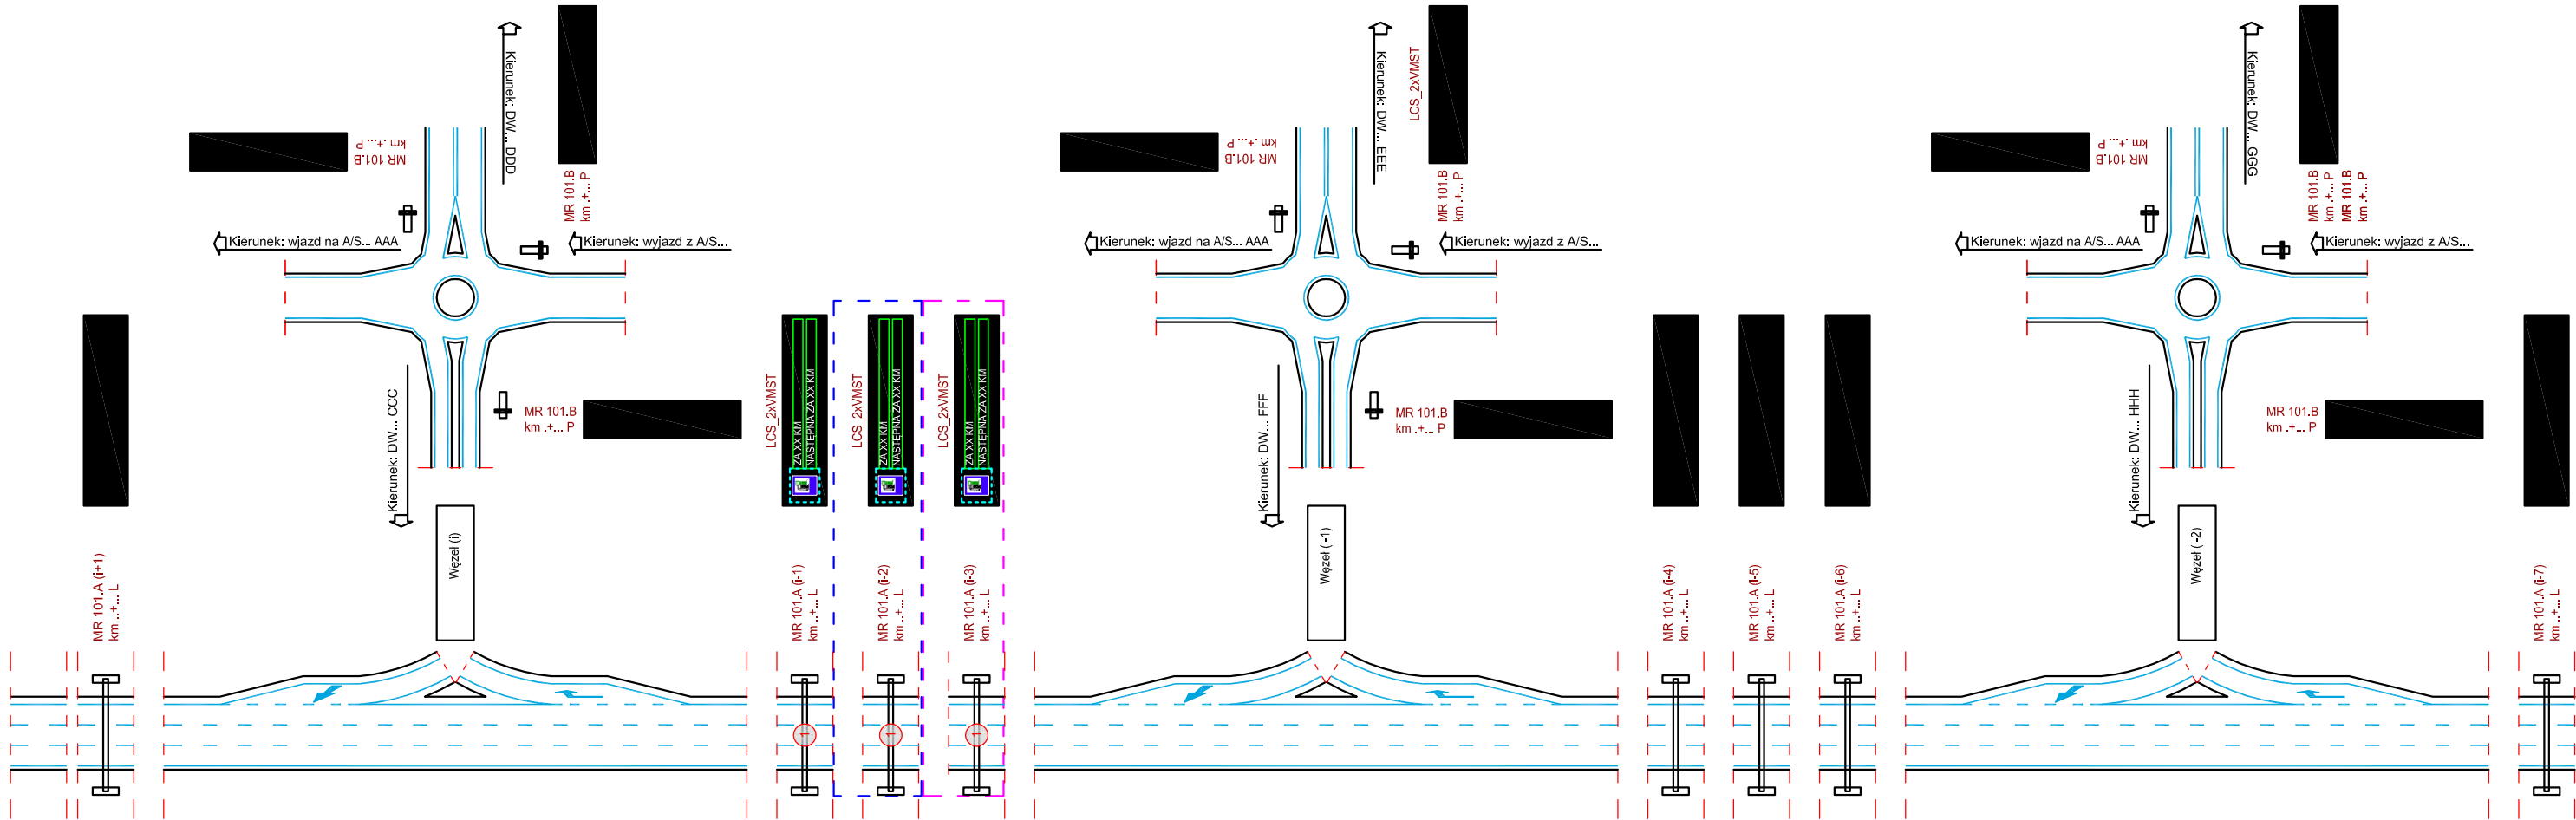 Kierunek: DW... DDD
MR 101.B
km .+... P
MR 101.B
km .+... P
Kierunek: wjazd na A/S... AAA
Kierunek: wyjazd z A/S...
Kierunek: DW... CCC
MR 101.B
km .+... P
Węzeł (i)
MR 101.A (i+1)
km ..+... L
LCS_2xVMST
ZA XX KM
NASTĘPNA ZA XX KM
MR 101.A (i-1)
km ..+... L
1
LCS_2xVMST
ZA XX KM
NASTĘPNA ZA XX KM
MR 101.A (i-2)
km ..+... L
1
LCS_2xVMST
ZA XX KM
NASTĘPNA ZA XX KM
MR 101.A (i-3)
km ..+... L
1
Kierunek: DW... EEE
LCS_2xVMST
MR 101.B
km .+... P
MR 101.B
km .+... P
Kierunek: wjazd na A/S... AAA
Kierunek: wyjazd z A/S...
Kierunek: DW... FFF
MR 101.B
km .+... P
Węzeł (i-1)
MR 101.A (i-4)
km ..+... L
MR 101.A (i-5)
km ..+... L
MR 101.A (i-6)
km ..+... L
Kierunek: DW... GGG
MR 101.B
km .+... P
MR 101.B
km .+... P
MR 101.B
km .+... P
Kierunek: wjazd na A/S... AAA
Kierunek: wyjazd z A/S...
Kierunek: DW... HHH
MR 101.B
km .+... P
Węzeł (i-2)
MR 101.A (i-7)
km ..+... L